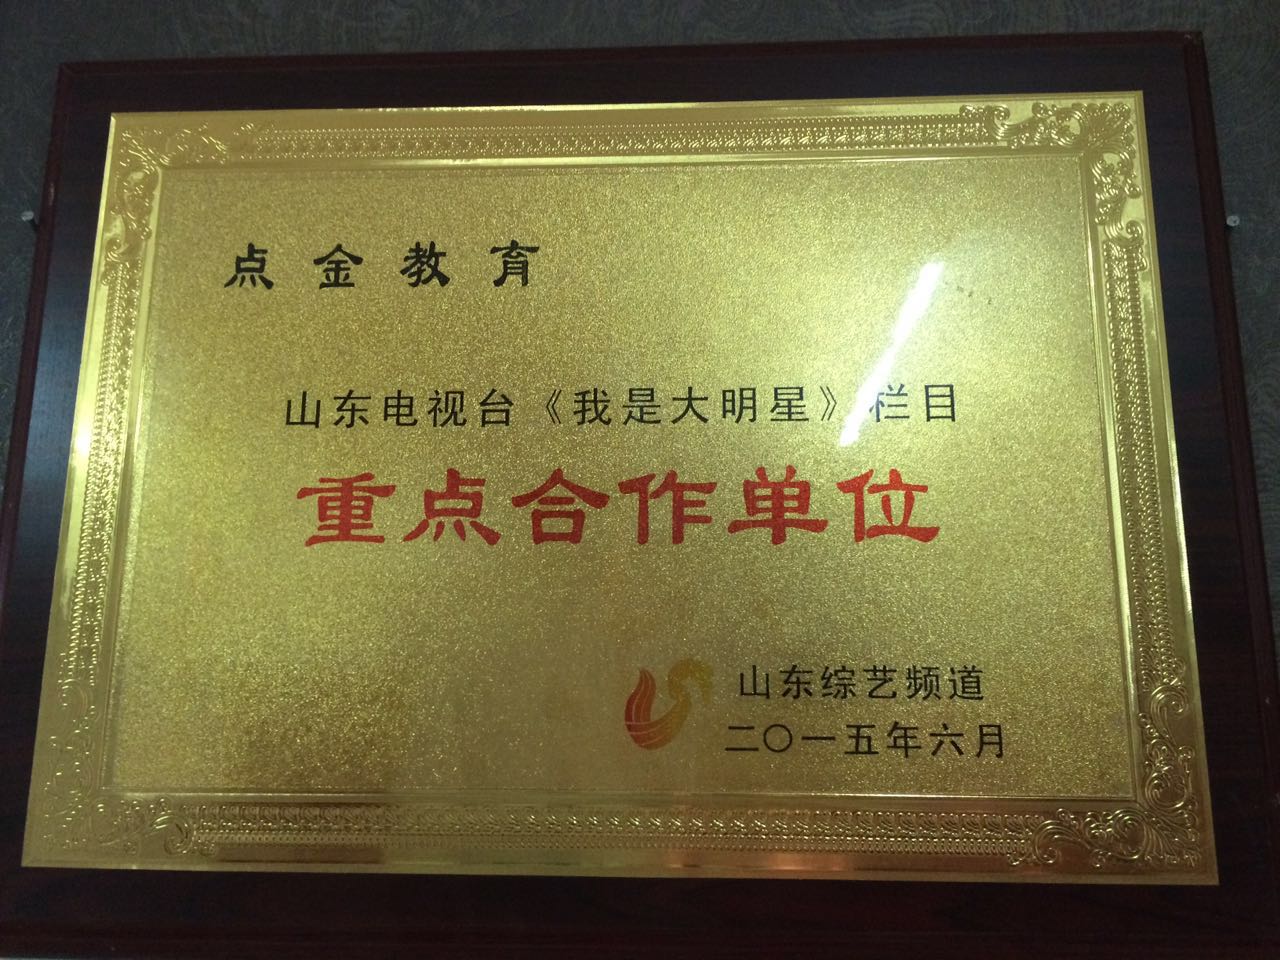 点金教育
山东电视台《我是大明星》栏目
重点合作单位
山东综艺频道
二〇一五年六月